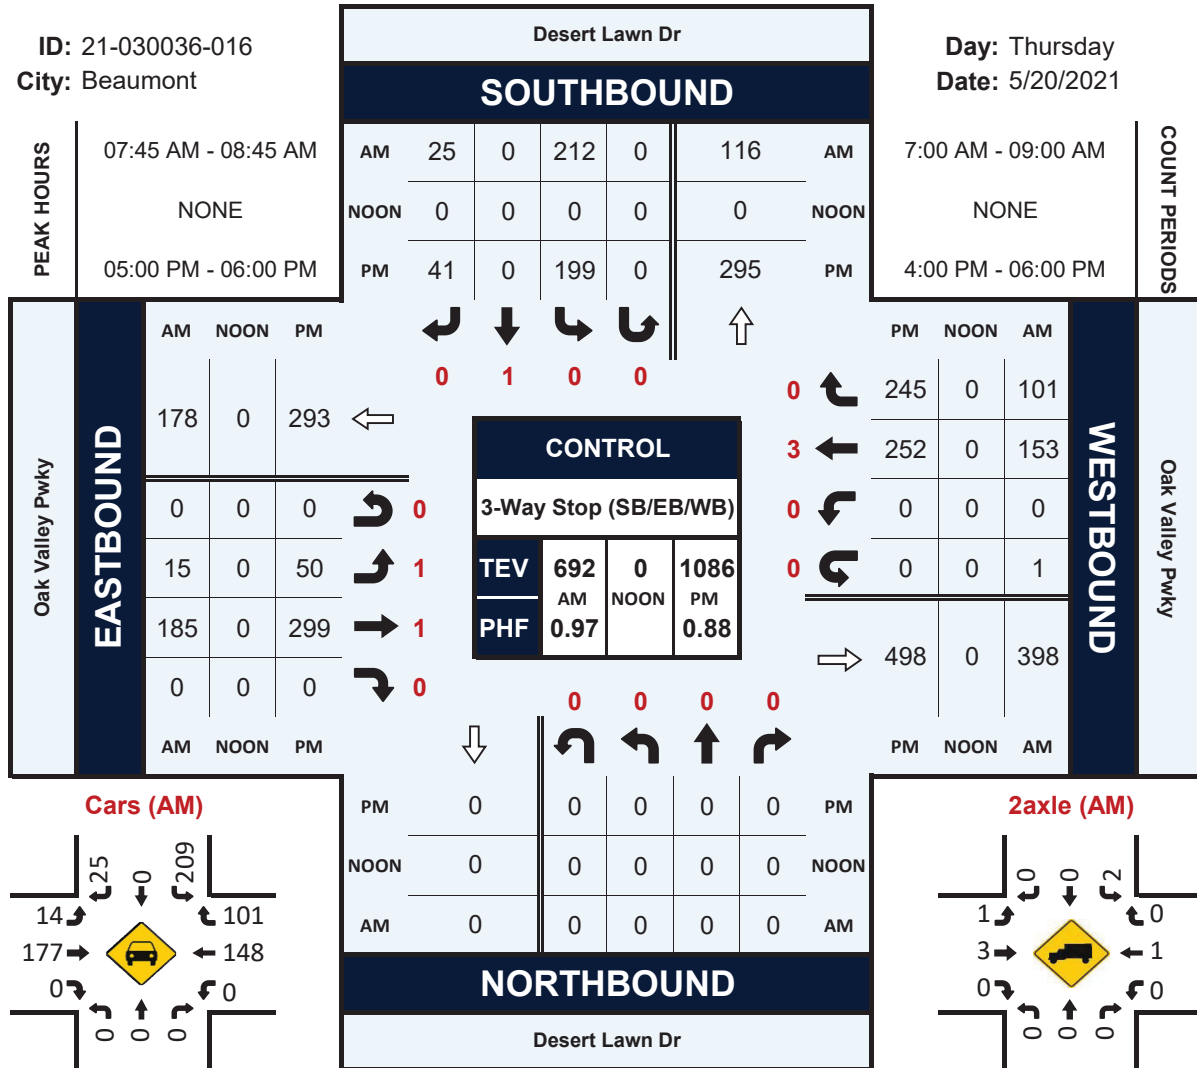 ID: 21-030036-016
City: Beaumont
Desert Lawn Dr
SOUTHBOUND
Day: Thursday
Date: 5/20/2021
PEAK HOURS
07:45 AM - 08:45 AM
NONE
05:00 PM - 06:00 PM
AM 25 0 212 0 116 AM
NOON 0 0 0 0 0 NOON
PM 41 0 199 0 295 PM
7:00 AM - 09:00 AM
NONE
4:00 PM - 06:00 PM
COUNT PERIODS
0 1 0 0
Oak Valley Pwky
EASTBOUND
AM NOON PM
178 0 293
0 0 0 0
15 0 50 1
185 0 299 1
0 0 0 0
AM NOON PM
CONTROL
3-Way Stop (SB/EB/WB)
TEV 692 0 1086
AM NOON PM
PHF 0.97 0.88
PM NOON AM
0 245 0 101
3 252 0 153
0 0 0 0
0 0 0 1
498 0 398
PM NOON AM
WESTBOUND
Oak Valley Pwky
0 0 0 0
PM 0 0 0 0 0 PM
NOON 0 0 0 0 0 NOON
AM 0 0 0 0 0 AM
NORTHBOUND
Desert Lawn Dr
Cars (AM)
25 0 209
14 101
177 148
0 0
0 0 0
2axle (AM)
0 0 2
1 0
3 1
0 0
0 0 0